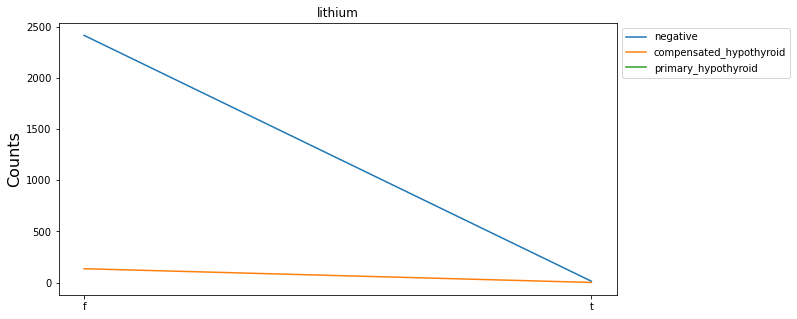 lithium
negative
compensated_hypothyroid
primary_hypothyroid
Counts
2500
2000
1500
1000
500
0
f
t